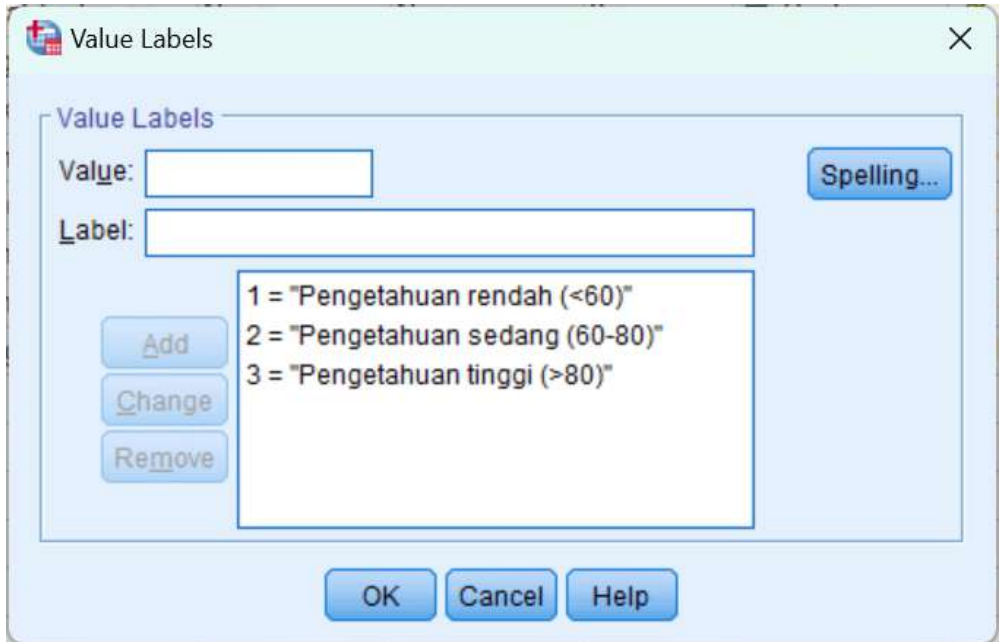 Value Labels
Value Labels
Value:
Spelling...
Label:
1 = "Pengetahuan rendah (<60)"
2 = "Pengetahuan sedang (60-80)"
3 = "Pengetahuan tinggi (>80)"
Add
Change
Remove
OK Cancel Help